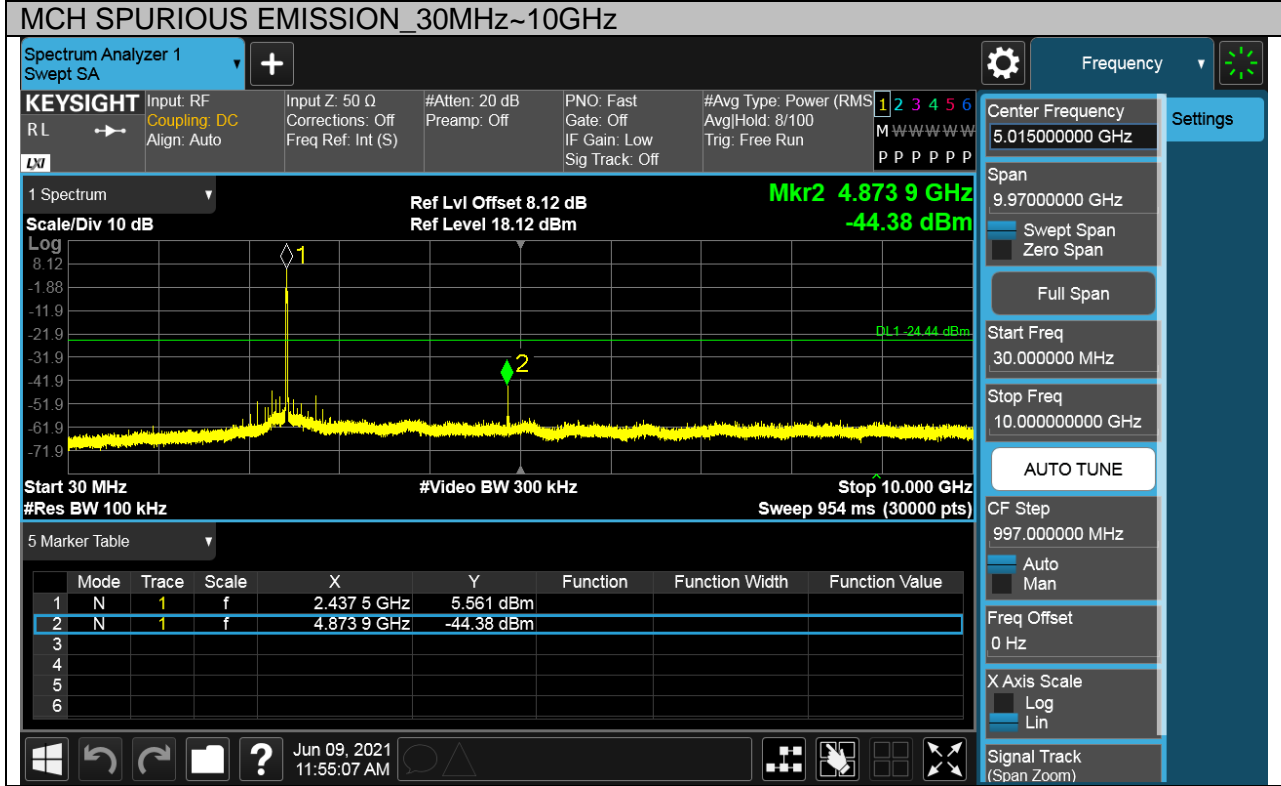 MCH SPURIOUS EMISSION_30MHz~10GHz
Spectrum Analyzer 1
Swept SA
Frequency
KEYSIGHT
RL
LXI
Input: RF
Coupling: DC
Align: Auto
Input Z: 50 Ω
Corrections: Off
Freq Ref: Int (S)
#Atten: 20 dB
Preamp: Off
PNO: Fast
Gate: Off
IF Gain: Low
Sig Track: Off
#Avg Type: Power (RMS
Avg|Hold: 8/100
Trig: Free Run
1 2 3 4 5 6
M W W W W W
P P P P P P
1 Spectrum
Scale/Div 10 dB
Ref Lvl Offset 8.12 dB
Ref Level 18.12 dBm
Mkr2 4.873 9 GHz
-44.38 dBm
Log
8.12
-1.88
-11.9
-21.9
-31.9
-41.9
-51.9
-61.9
-71.9
1
DL1 -24.44 dBm
2
Start 30 MHz
#Res BW 100 kHz
#Video BW 300 kHz
Stop 10.000 GHz
Sweep 954 ms (30000 pts)
5 Marker Table
Mode Trace Scale X Y Function Function Width Function Value
1 N 1 f 2.437 5 GHz 5.561 dBm
2 N 1 f 4.873 9 GHz -44.38 dBm
3
4
5
6
Center Frequency
5.015000000 GHz
Settings
Span
9.97000000 GHz
Swept Span
Zero Span
Full Span
Start Freq
30.000000 MHz
Stop Freq
10.000000000 GHz
AUTO TUNE
CF Step
997.000000 MHz
Auto
Man
Freq Offset
0 Hz
X Axis Scale
Log
Lin
Signal Track
(Span Zoom)
?
Jun 09, 2021
11:55:07 AM